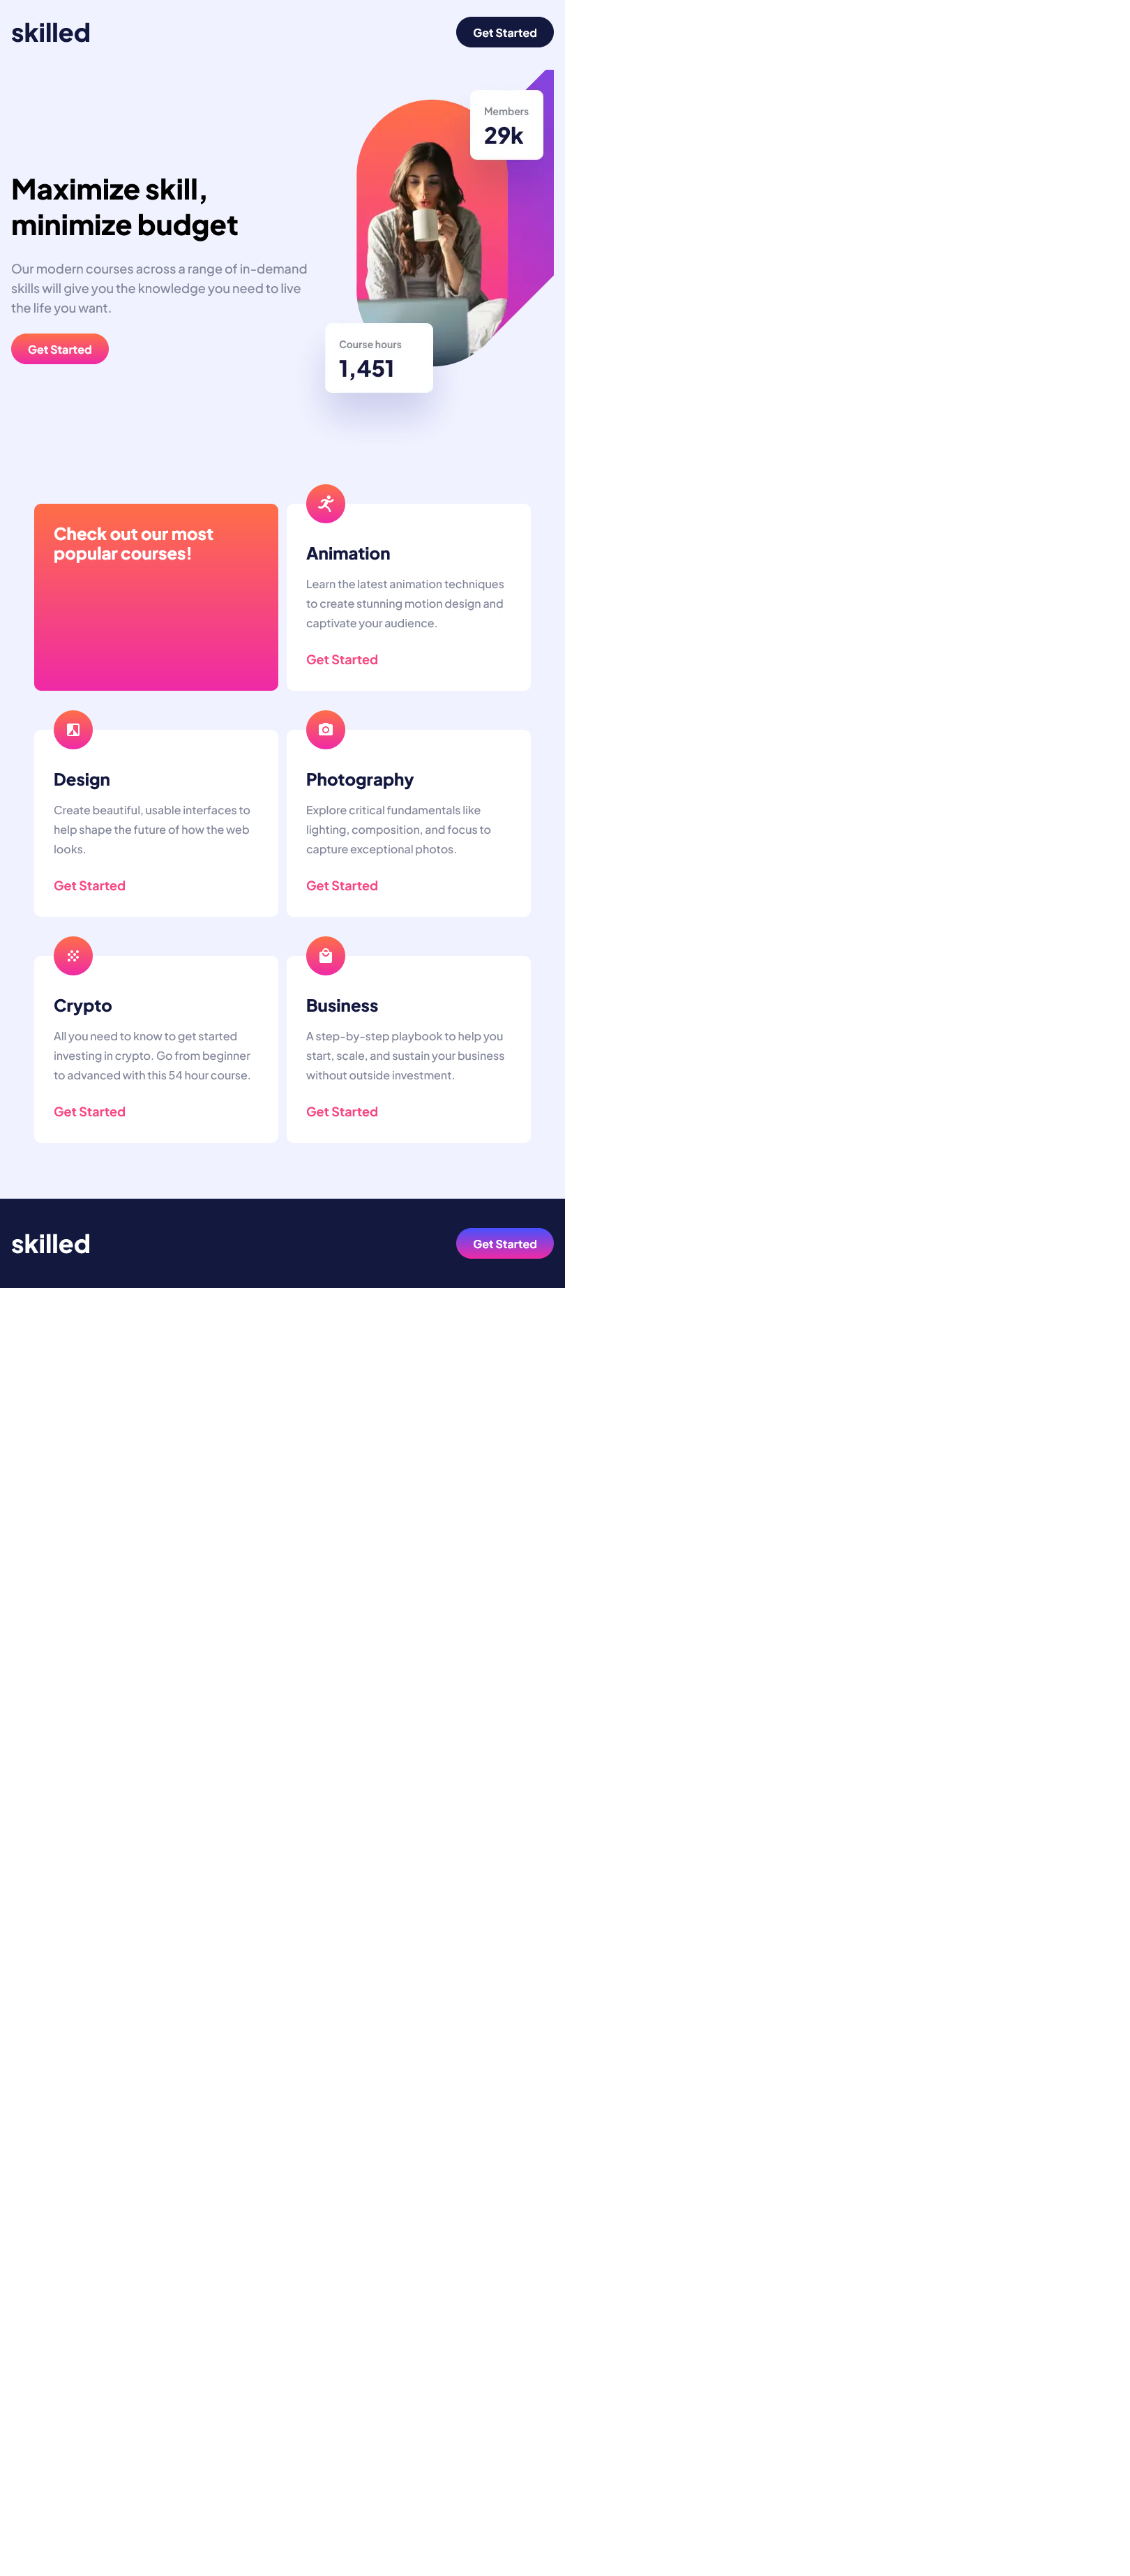 skilled
Get Started
Members
29k
Maximize skill,
minimize budget
Our modern courses across a range of in-demand
skills will give you the knowledge you need to live
the life you want.
Get Started
Course hours
1,451
Check out our most
popular courses!
Animation
Learn the latest animation techniques
to create stunning motion design and
captivate your audience.
Get Started
Design
Create beautiful, usable interfaces to
help shape the future of how the web
looks.
Get Started
Photography
Explore critical fundamentals like
lighting, composition, and focus to
capture exceptional photos.
Get Started
Crypto
All you need to know to get started
investing in crypto. Go from beginner
to advanced with this 54 hour course.
Get Started
Business
A step-by-step playbook to help you
start, scale, and sustain your business
without outside investment.
Get Started
skilled
Get Started